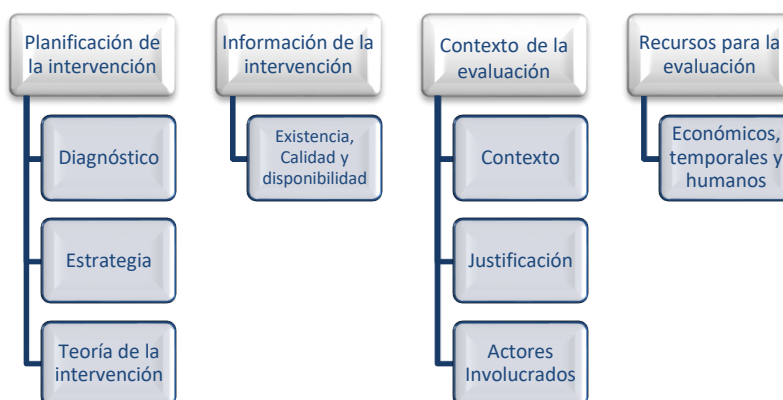 Planificación de
la intervención
Diagnóstico
Estrategia
Teoría de la
intervención
Información de la
intervención
Existencia,
Calidad y
disponibilidad
Contexto de la
evaluación
Contexto
Justificación
Actores
Involucrados
Recursos para la
evaluación
Económicos,
temporales y
humanos